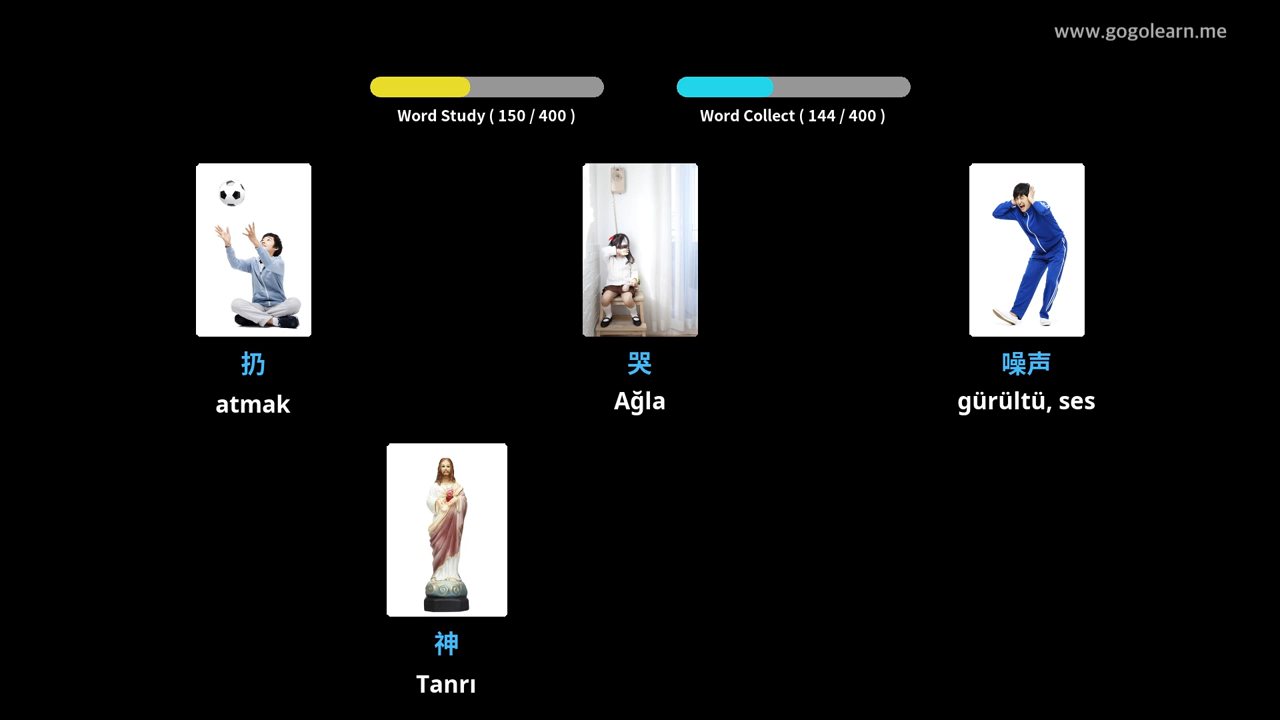 www.gogolearn.me
Word Study ( 150 / 400 )
Word Collect ( 144 / 400 )
扔
atmak
哭
Ağla
噪声
gürültü, ses
神
Tanrı